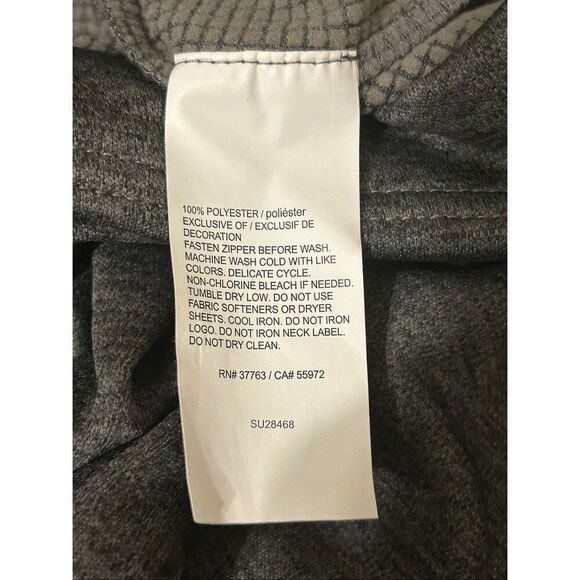 100% POLYESTER / poliéster
EXCLUSIVE OF / EXCLUSIF DE
DECORATION
FASTEN ZIPPER BEFORE WASH.
MACHINE WASH COLD WITH LIKE
COLORS. DELICATE CYCLE.
NON-CHLORINE BLEACH IF NEEDED.
TUMBLE DRY LOW. DO NOT USE
FABRIC SOFTENERS OR DRYER
SHEETS. COOL IRON. DO NOT IRON
LOGO. DO NOT IRON NECK LABEL.
DO NOT DRY CLEAN.
RN# 37763 / CA# 55972
SU28468